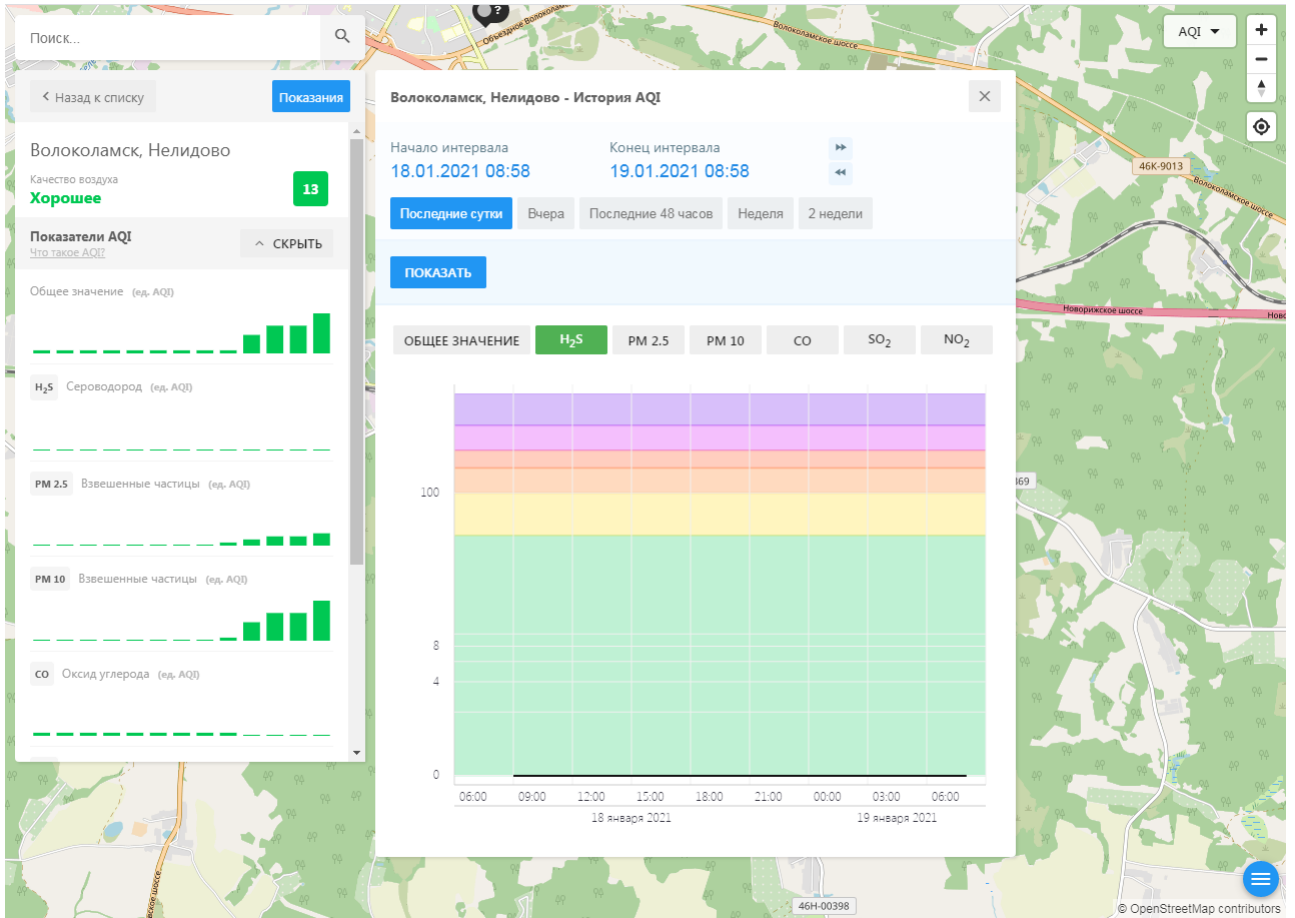 ?
Объездное Волокола
Волоколамское шоссе
Поиск...
AQI
Назад к списку
Показания
Волоколамск, Нелидово
Качество воздуха
Хорошее
13
Показатели AQI
Что такое AQI?
СКРЫТЬ
Общее значение (ед. AQI)
H₂S Сероводород (ед. AQI)
PM 2.5 Взвешенные частицы (ед. AQI)
PM 10 Взвешенные частицы (ед. AQI)
CO Оксид углерода (ед. AQI)
Волоколамск, Нелидово - История AQI
Начало интервала
18.01.2021 08:58
Конец интервала
19.01.2021 08:58
Последние сутки Вчера Последние 48 часов Неделя 2 недели
ПОКАЗАТЬ
ОБЩЕЕ ЗНАЧЕНИЕ H₂S PM 2.5 PM 10 CO SO₂ NO₂
100
8
4
0
06:00 09:00 12:00 15:00 18:00 21:00 00:00 03:00 06:00
18 января 2021 19 января 2021
46К-9013
Волоколамское шоссе
Новорижское шоссе
Ново
369
46Н-00398
© OpenStreetMap contributors